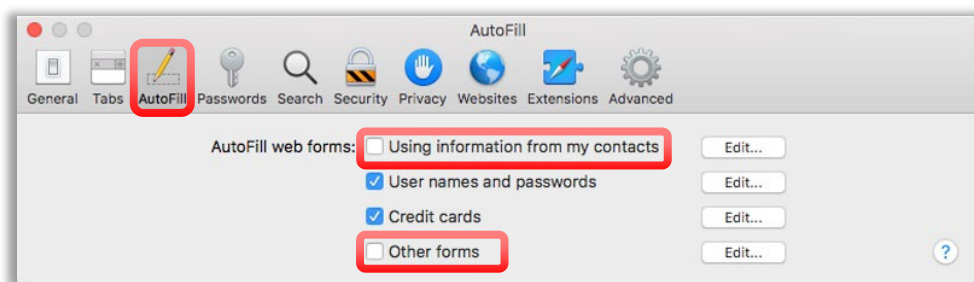 AutoFill
General Tabs AutoFill Passwords Search Security Privacy Websites Extensions Advanced
AutoFill web forms: Using information from my contacts Edit...
User names and passwords Edit...
Credit cards Edit...
Other forms Edit... ?